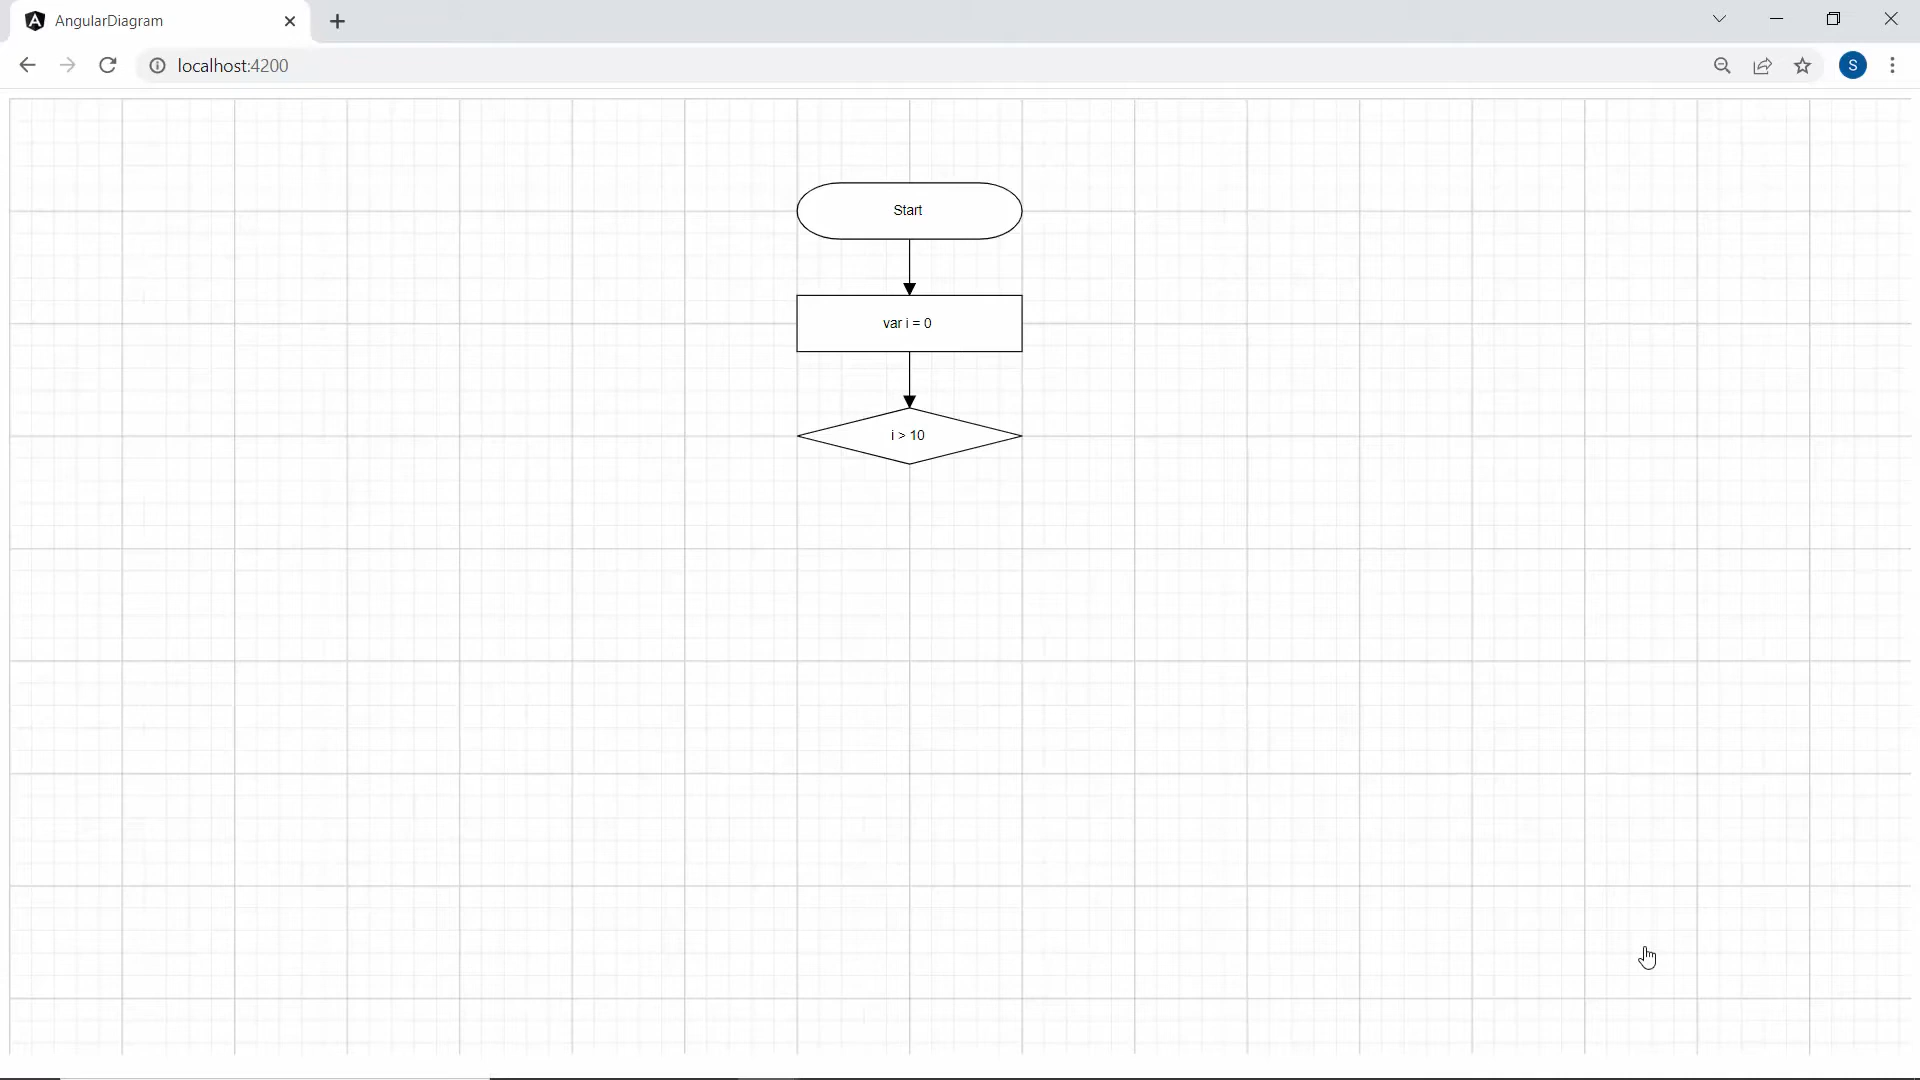 AngularDiagram
localhost:4200
S
Start
var i = 0
i > 10